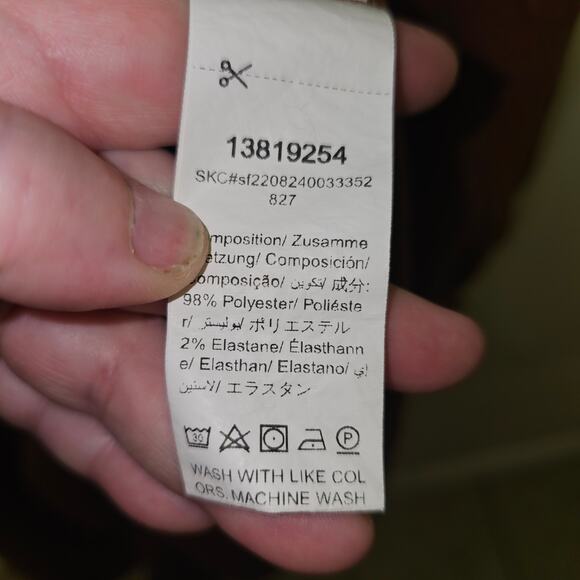 13819254
SKC#sf2208240033352
827
mposition/ Zusamme
etzung/ Composición/
omposição/ تكوين/ 成分:
98% Polyester/ Poliéste
r/ بوليستر/ ポリエステル
2% Elastane/ Élasthann
e/ Elasthan/ Elastano/ إي
لاستين/ エラスタン
30 P
WASH WITH LIKE COL
ORS. MACHINE WASH